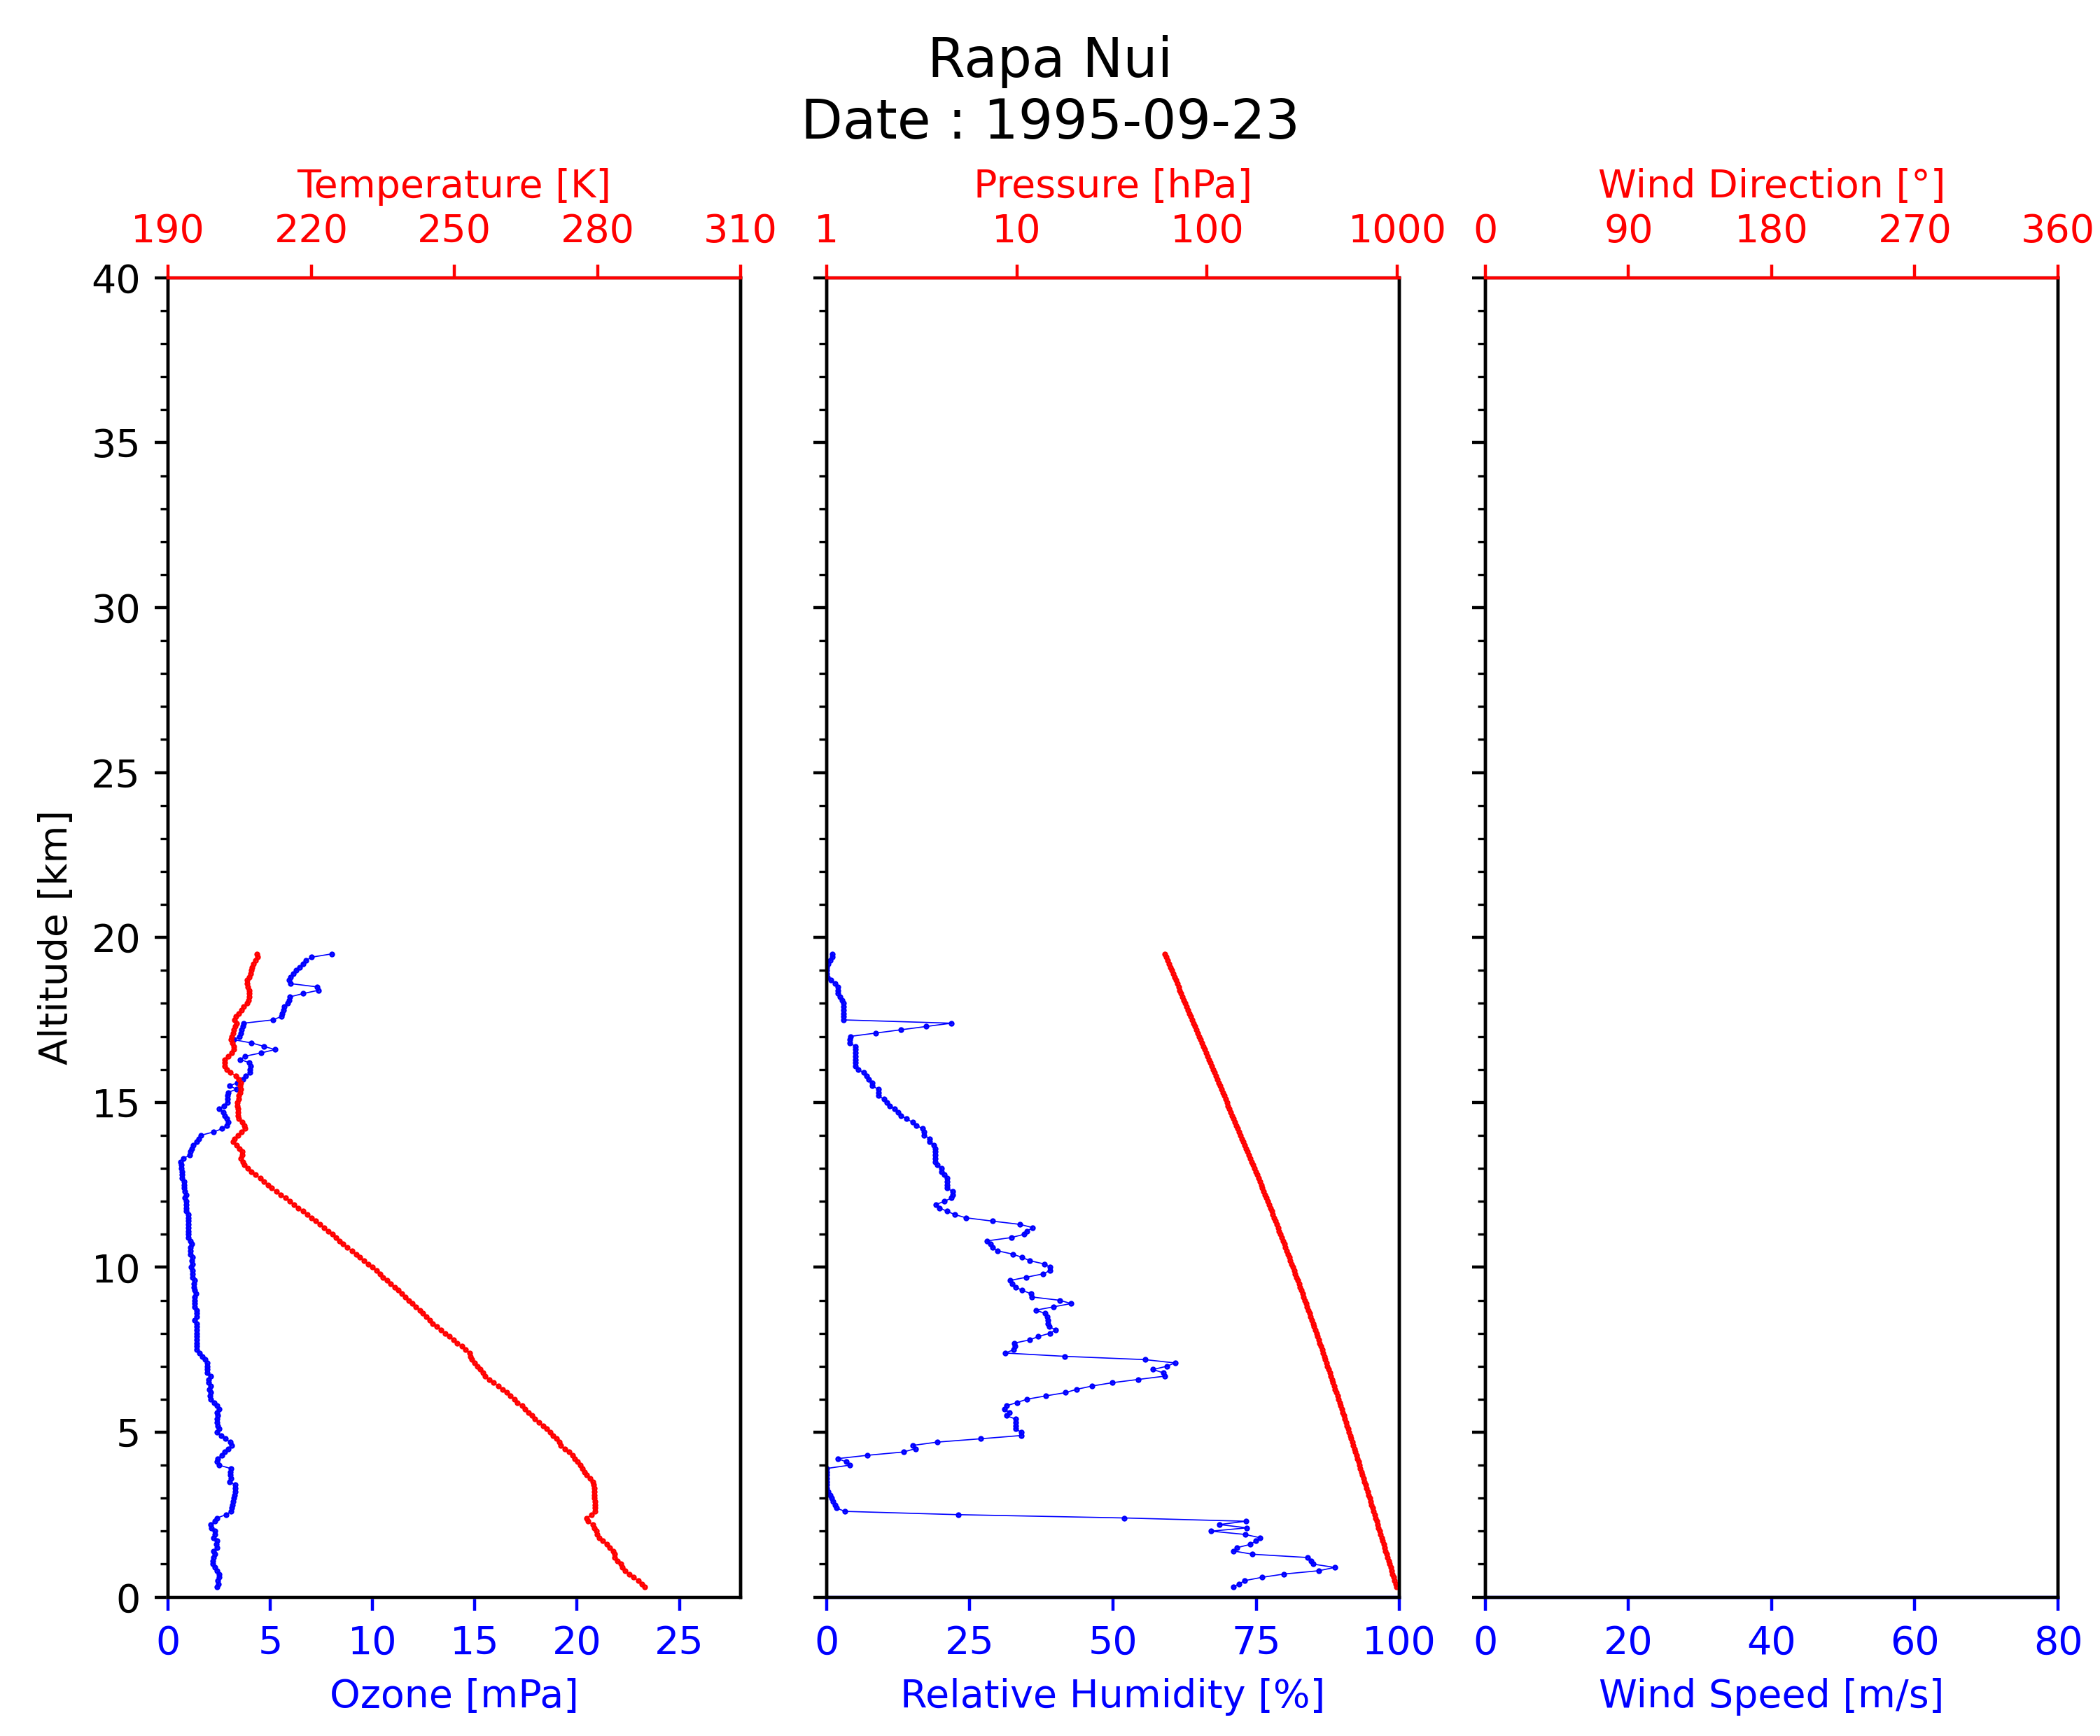 Rapa Nui
Date : 1995-09-23
Temperature [K]
190 220 250 280 310
Pressure [hPa]
1 10 100 1000
Wind Direction [°]
0 90 180 270 360
Altitude [km]
40
35
30
25
20
15
10
5
0
0 5 10 15 20 25
Ozone [mPa]
0 25 50 75 100
Relative Humidity [%]
0 20 40 60 80
Wind Speed [m/s]